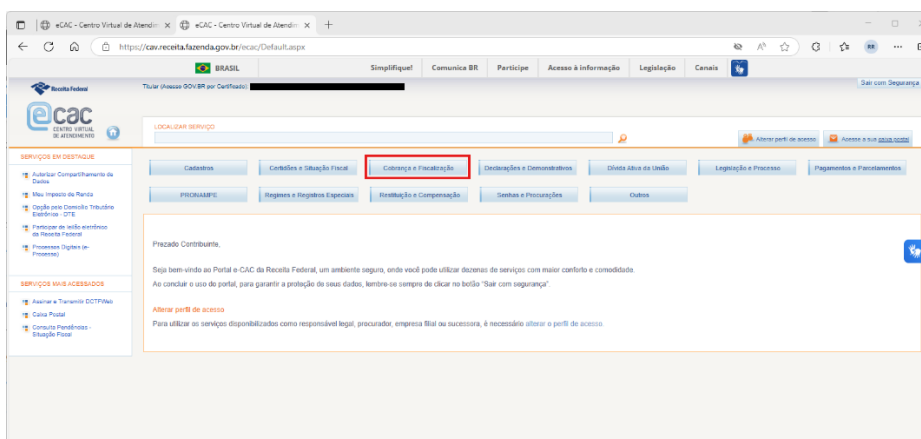 eCAC - Centro Virtual de Atendim
eCAC - Centro Virtual de Atendim
https://cav.receita.fazenda.gov.br/ecac/Default.aspx
BRASIL
Simplifique!
Comunica BR
Participe
Acesso à informação
Legislação
Canais
Receita Federal
Titular (Acesso GOV.BR por Certificado):
Sair com Segurança
ecac
CENTRO VIRTUAL
DE ATENDIMENTO
LOCALIZAR SERVIÇO
Alterar perfil de acesso
Acesse a sua caixa postal
SERVIÇOS EM DESTAQUE
Autorizar Compartilhamento de
Dados
Meu Imposto de Renda
Opção pelo Domicílio Tributário
Eletrônico - DTE
Participar de leilão eletrônico
da Receita Federal
Processos Digitais (e-
Processo)
SERVIÇOS MAIS ACESSADOS
Assinar e Transmitir DCTFWeb
Caixa Postal
Consulta Pendências -
Situação Fiscal
Cadastros
Certidões e Situação Fiscal
Cobrança e Fiscalização
Declarações e Demonstrativos
Dívida Ativa da União
Legislação e Processo
Pagamentos e Parcelamentos
PRONAMPE
Regimes e Registros Especiais
Restituição e Compensação
Senhas e Procurações
Outros
Prezado Contribuinte,
Seja bem-vindo ao Portal e-CAC da Receita Federal, um ambiente seguro, onde você pode utilizar dezenas de serviços com maior conforto e comodidade.
Ao concluir o uso do portal, para garantir a proteção de seus dados, lembre-se sempre de clicar no botão "Sair com segurança".
Alterar perfil de acesso
Para utilizar os serviços disponibilizados como responsável legal, procurador, empresa filial ou sucessora, é necessário alterar o perfil de acesso